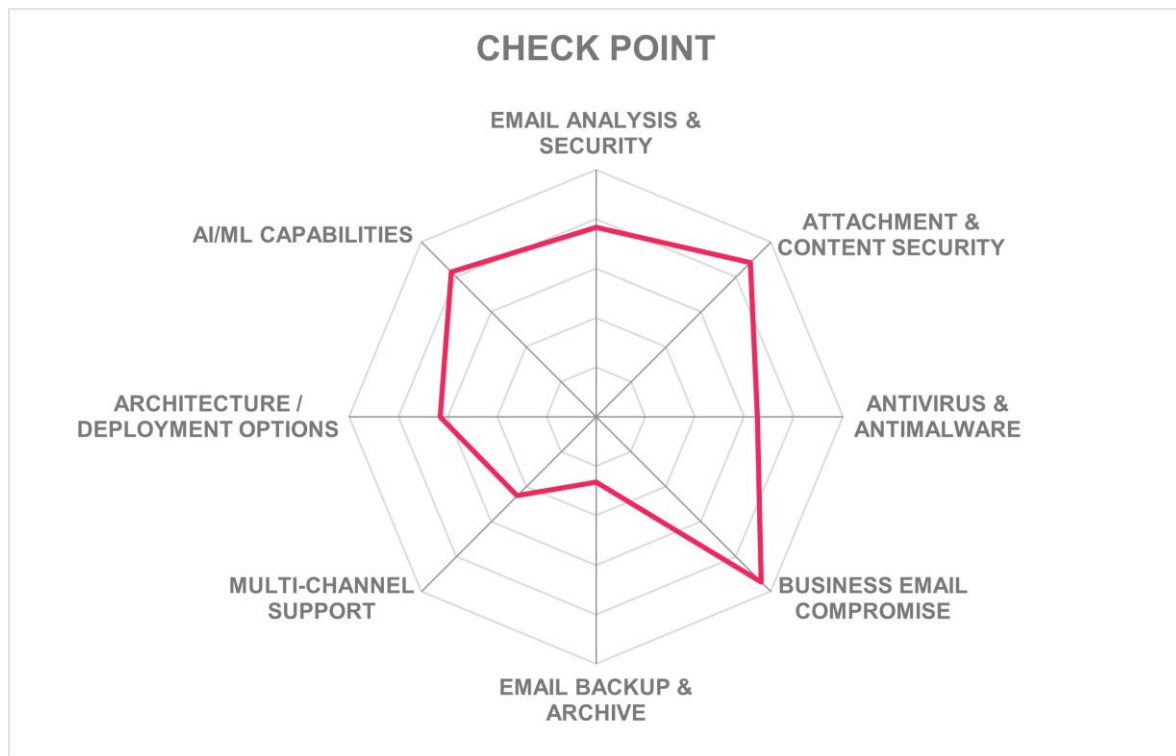 CHECK POINT
EMAIL ANALYSIS &
SECURITY
ATTACHMENT &
CONTENT SECURITY
AI/ML CAPABILITIES
ARCHITECTURE /
DEPLOYMENT OPTIONS
ANTIVIRUS &
ANTIMALWARE
MULTI-CHANNEL
SUPPORT
BUSINESS EMAIL
COMPROMISE
EMAIL BACKUP &
ARCHIVE